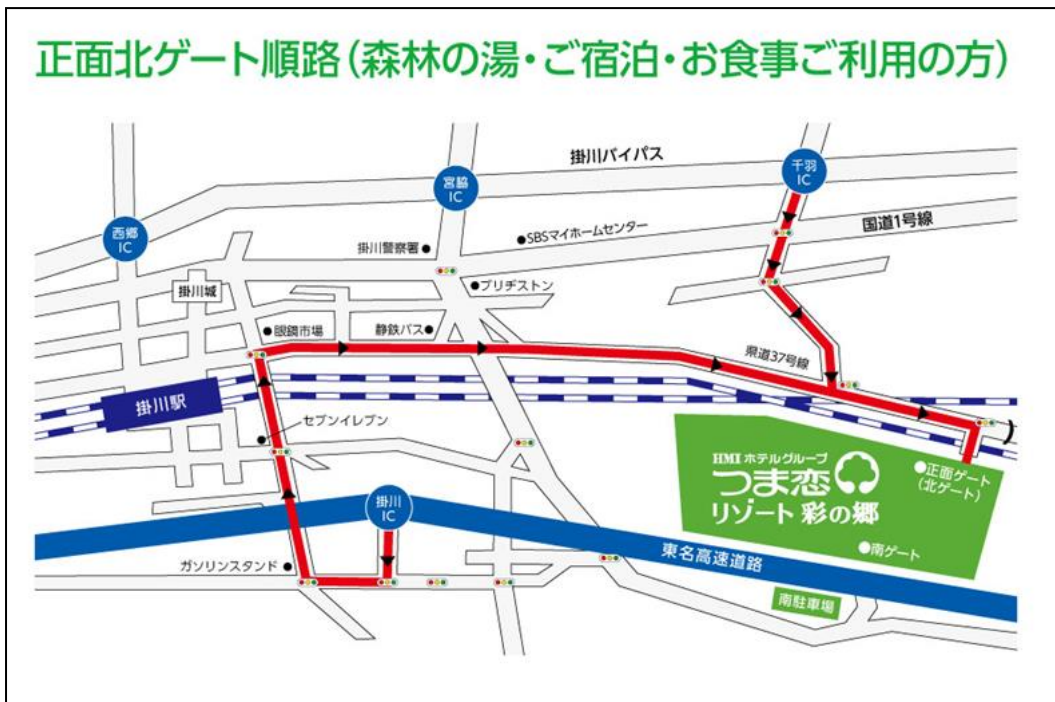 正面北ゲート順路(森林の湯・ご宿泊・お食事ご利用の方)
掛川バイパス
千羽
IC
宮脇
IC
国道1号線
西郷
IC
SBSマイホームセンター
掛川警察署
掛川城
ブリヂストン
眼鏡市場
静鉄バス
県道37号線
掛川駅
セブンイレブン
HMIホテルグループ
つま恋
リゾート 彩の郷
正面ゲート
(北ゲート)
掛川
IC
南ゲート
東名高速道路
ガソリンスタンド
南駐車場